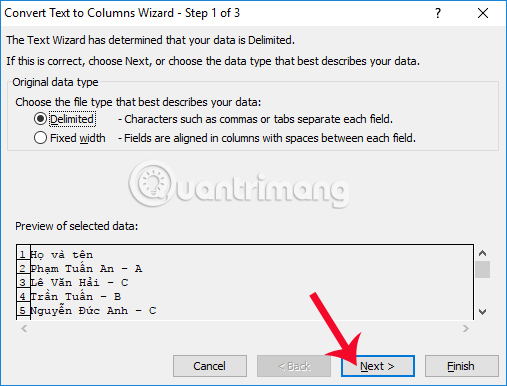 Convert Text to Columns Wizard - Step 1 of 3 ? ×
The Text Wizard has determined that your data is Delimited.
If this is correct, choose Next, or choose the data type that best describes your data.
Original data type
Choose the file type that best describes your data:
Delimited - Characters such as commas or tabs separate each field.
Fixed width - Fields are aligned in columns with spaces between each field.
Quantrimang
Preview of selected data:
1 Họ và tên
2 Phạm Tuấn An - A
3 Lê Văn Hải - C
4 Trần Tuấn - B
5 Nguyễn Đức Anh - C
Cancel < Back Next > Finish